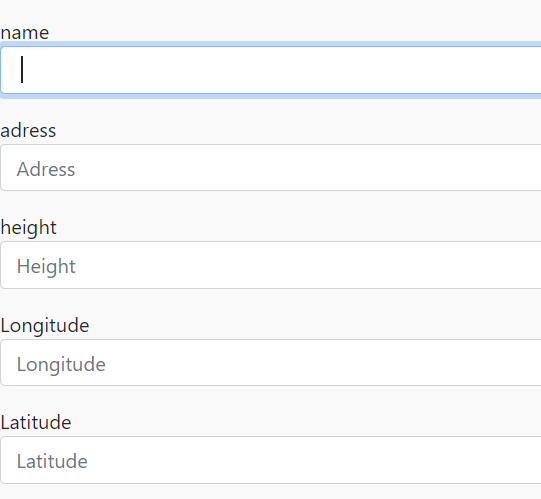 name
adress
Adress
height
Height
Longitude
Longitude
Latitude
Latitude